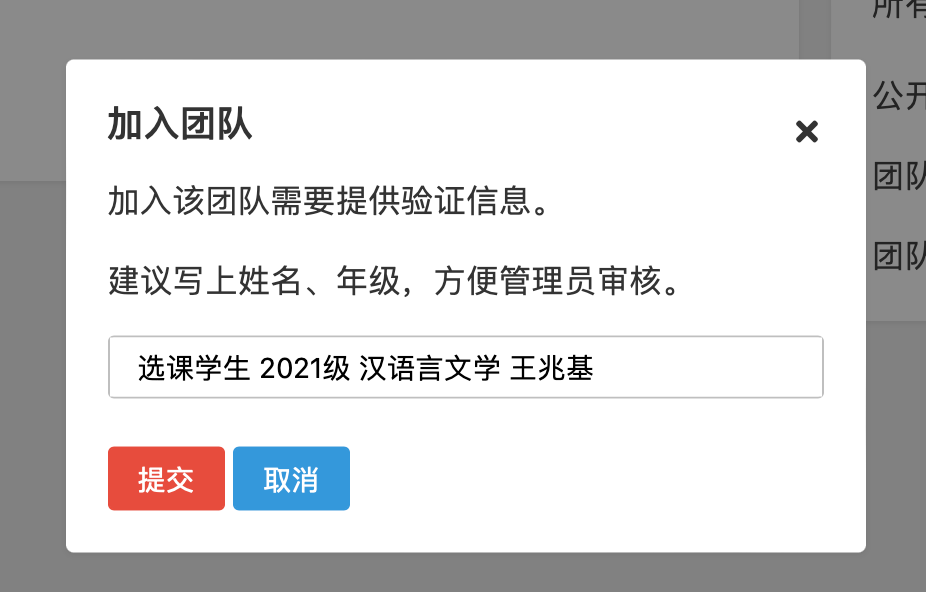 所有
公开
加入团队
加入该团队需要提供验证信息。
团队
建议写上姓名、年级，方便管理员审核。
团队
选课学生 2021级 汉语言文学 王兆基
提交 取消